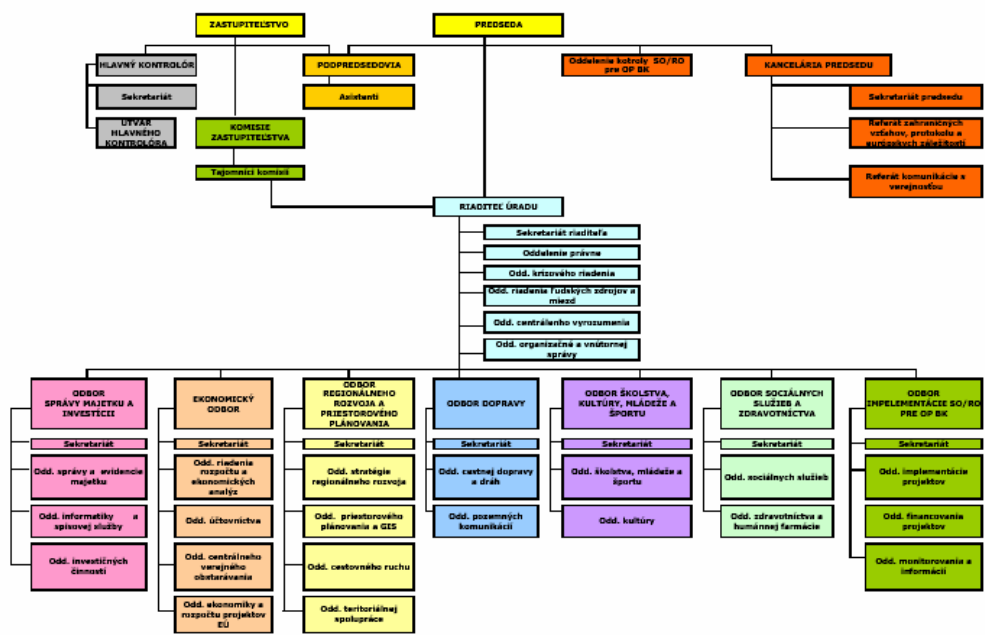 ZASTUPITEĽSTVO
PREDSEDA
HLAVNÝ KONTROLÓR
PODPREDSEDOVIA
Oddelenie kotroly SO/RO
pre OP BK
KANCELÁRIA PREDSEDU
Sekretariát
Asistenti
Sekretariát predsedu
ÚTVAR
HLAVNÉHO
KONTROLÓRA
KOMISIE
ZASTUPITEĽSTVA
Referát zahraničných
vzťahov, protokolu a
európskych záležitostí
Tajomníci komisií
Referát komunikácie s
verejnosťou
RIADITEĽ ÚRADU
Sekretariát riaditeľa
Oddelenie právne
Odd. krízového riadenia
Odd. riadenia ľudských zdrojov a
miezd
Odd. centrálneho vyrozumenia
Odd. organizačné a vnútornej
správy
ODBOR
SPRÁVY MAJETKU A
INVESTÍCIÍ
Sekretariát
Odd. správy a evidencie
majetku
Odd. informatiky a
spisovej služby
Odd. investičných
činností
EKONOMICKÝ
ODBOR
Sekretariát
Odd. riadenia
rozpočtu a
ekonomických
analýz
Odd. účtovníctva
Odd. centrálneho
verejného
obstarávania
Odd. ekonomiky a
rozpočtu projektov
EÚ
ODBOR
REGIONÁLNEHO
ROZVOJA A
PRIESTOROVÉHO
PLÁNOVANIA
Sekretariát
Odd. stratégie
regionálneho rozvoja
Odd. priestorového
plánovania a GIS
Odd. cestovného ruchu
Odd. teritoriálnej
spolupráce
ODBOR DOPRAVY
Sekretariát
Odd. cestnej dopravy
a dráh
Odd. pozemných
komunikácií
ODBOR ŠKOLSTVA,
KULTÚRY, MLÁDEŽE A
ŠPORTU
Sekretariát
Odd. školstva, mládeže a
športu
Odd. kultúry
ODBOR SOCIÁLNYCH
SLUŽIEB A
ZDRAVOTNÍCTVA
Sekretariát
Odd. sociálnych služieb
Odd. zdravotníctva a
humánnej farmácie
ODBOR
IMPELEMENTÁCIE SO/RO
PRE OP BK
Sekretariát
Odd. implementácie
projektov
Odd. financovania
projektov
Odd. monitorovania a
informácií